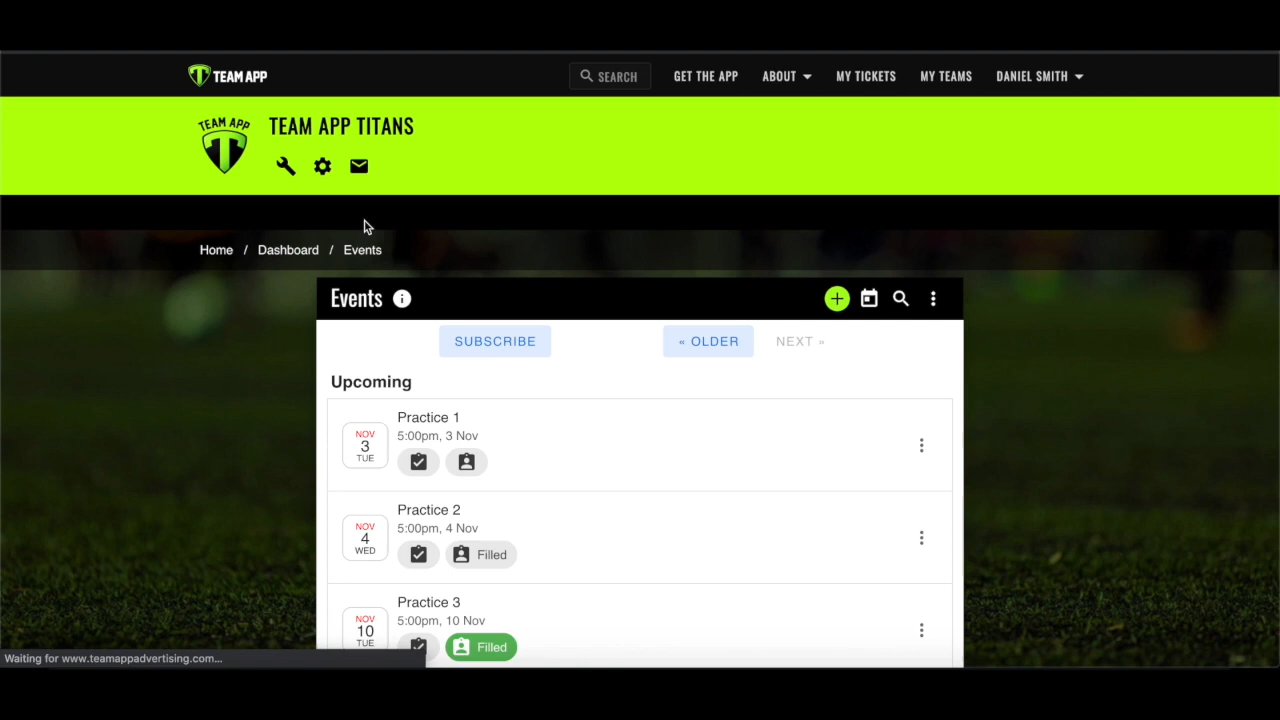 TEAM APP
SEARCH
GET THE APP
ABOUT
MY TICKETS
MY TEAMS
DANIEL SMITH
TEAM APP
TEAM APP TITANS
Home / Dashboard / Events
Events
SUBSCRIBE
« OLDER
NEXT »
Upcoming
NOV
3
TUE
Practice 1
5:00pm, 3 Nov
NOV
4
WED
Practice 2
5:00pm, 4 Nov
Filled
NOV
10
TUE
Practice 3
5:00pm, 10 Nov
Filled
Waiting for www.teamappadvertising.com...